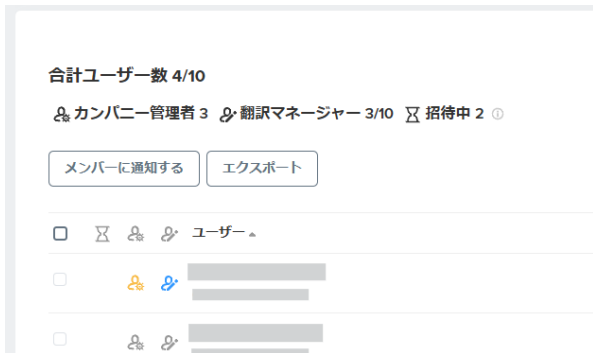 合計ユーザー数 4/10
カンパニー管理者 3 翻訳マネージャー 3/10 招待中 2
メンバーに通知する エクスポート
ユーザー